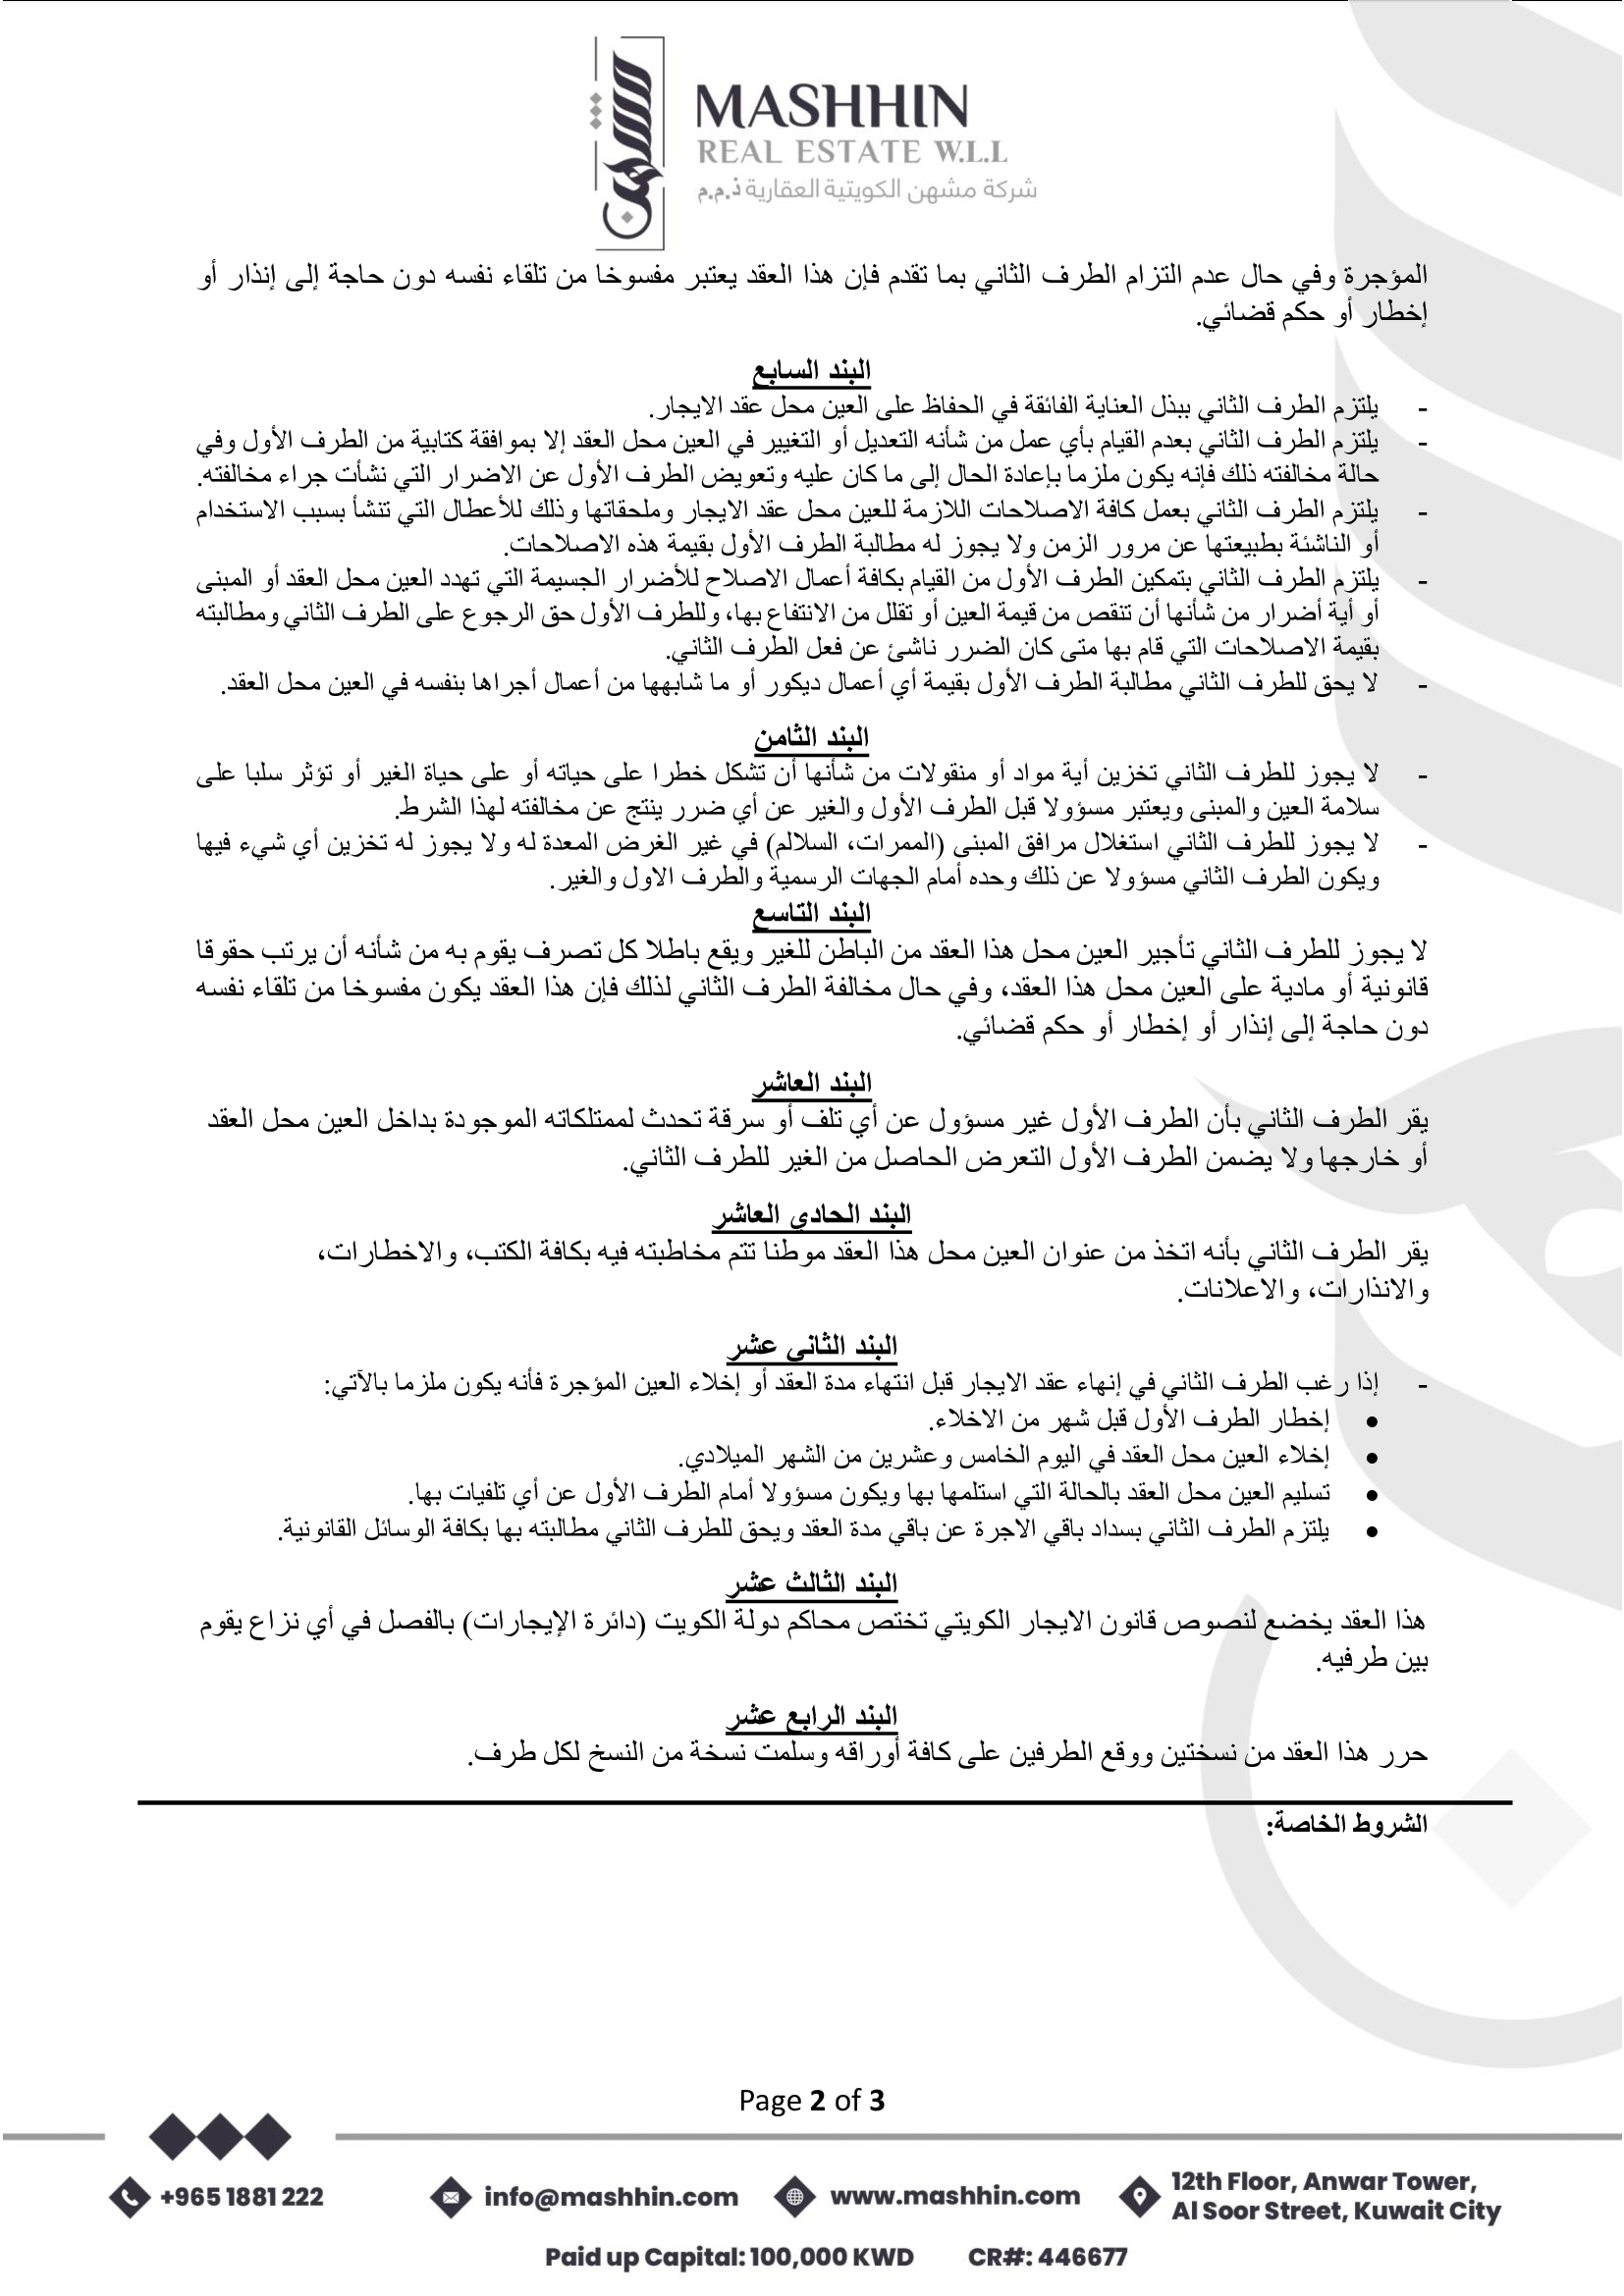 MASHHIN
REAL ESTATE W.L.L
شركة مشهن الكويتية العقارية ذ.م.م
المؤجرة وفي حال عدم التزام الطرف الثاني بما تقدم فإن هذا العقد يعتبر مفسوخا من تلقاء نفسه دون حاجة إلى إنذار أو
إخطار أو حكم قضائي.
البند السابع
- يلتزم الطرف الثاني ببذل العناية الفائقة في الحفاظ على العين محل عقد الايجار.
- يلتزم الطرف الثاني بعدم القيام بأي عمل من شأنه التعديل أو التغيير في العين محل العقد إلا بموافقة كتابية من الطرف الأول وفي
حالة مخالفته ذلك فإنه يكون ملزما بإعادة الحال إلى ما كان عليه وتعويض الطرف الأول عن الاضرار التي نشأت جراء مخالفته.
- يلتزم الطرف الثاني بعمل كافة الاصلاحات اللازمة للعين محل عقد الايجار وملحقاتها وذلك للأعطال التي تنشأ بسبب الاستخدام
أو الناشئة بطبيعتها عن مرور الزمن ولا يجوز له مطالبة الطرف الأول بقيمة هذه الاصلاحات.
- يلتزم الطرف الثاني بتمكين الطرف الأول من القيام بكافة أعمال الاصلاح للأضرار الجسيمة التي تهدد العين محل العقد أو المبنى
أو أية أضرار من شأنها أن تنقص من قيمة العين أو تقلل من الانتفاع بها، وللطرف الأول حق الرجوع على الطرف الثاني ومطالبته
بقيمة الاصلاحات التي قام بها متى كان الضرر ناشئ عن فعل الطرف الثاني.
- لا يحق للطرف الثاني مطالبة الطرف الأول بقيمة أي أعمال ديكور أو ما شابهها من أعمال أجراها بنفسه في العين محل العقد.
البند الثامن
- لا يجوز للطرف الثاني تخزين أية مواد أو منقولات من شأنها أن تشكل خطرا على حياته أو على حياة الغير أو تؤثر سلبا على
سلامة العين والمبنى ويعتبر مسؤولا قبل الطرف الأول والغير عن أي ضرر ينتج عن مخالفته لهذا الشرط.
- لا يجوز للطرف الثاني استغلال مرافق المبنى (الممرات، السلالم) في غير الغرض المعدة له ولا يجوز له تخزين أي شيء فيها
ويكون الطرف الثاني مسؤولا عن ذلك وحده أمام الجهات الرسمية والطرف الاول والغير.
البند التاسع
لا يجوز للطرف الثاني تأجير العين محل هذا العقد من الباطن للغير ويقع باطلا كل تصرف يقوم به من شأنه أن يرتب حقوقا
قانونية أو مادية على العين محل هذا العقد، وفي حال مخالفة الطرف الثاني لذلك فإن هذا العقد يكون مفسوخا من تلقاء نفسه
دون حاجة إلى إنذار أو إخطار أو حكم قضائي.
البند العاشر
يقر الطرف الثاني بأن الطرف الأول غير مسؤول عن أي تلف أو سرقة تحدث لممتلكاته الموجودة بداخل العين محل العقد
أو خارجها ولا يضمن الطرف الأول التعرض الحاصل من الغير للطرف الثاني.
البند الحادي العاشر
يقر الطرف الثاني بأنه اتخذ من عنوان العين محل هذا العقد موطنا تتم مخاطبته فيه بكافة الكتب، والاخطارات،
والانذارات، والاعلانات.
البند الثاني عشر
- إذا رغب الطرف الثاني في إنهاء عقد الايجار قبل انتهاء مدة العقد أو إخلاء العين المؤجرة فأنه يكون ملزما بالآتي:
• إخطار الطرف الأول قبل شهر من الاخلاء.
• إخلاء العين محل العقد في اليوم الخامس وعشرين من الشهر الميلادي.
• تسليم العين محل العقد بالحالة التي استلمها بها ويكون مسؤولا أمام الطرف الأول عن أي تلفيات بها.
• يلتزم الطرف الثاني بسداد باقي الاجرة عن باقي مدة العقد ويحق للطرف الثاني مطالبته بها بكافة الوسائل القانونية.
البند الثالث عشر
هذا العقد يخضع لنصوص قانون الايجار الكويتي تختص محاكم دولة الكويت (دائرة الإيجارات) بالفصل في أي نزاع يقوم
بين طرفيه.
البند الرابع عشر
حرر هذا العقد من نسختين ووقع الطرفين على كافة أوراقه وسلمت نسخة من النسخ لكل طرف.
الشروط الخاصة:
Page 2 of 3
+965 1881 222
info@mashhin.com
www.mashhin.com
12th Floor, Anwar Tower,
Al Soor Street, Kuwait City
Paid up Capital: 100,000 KWD CR#: 446677